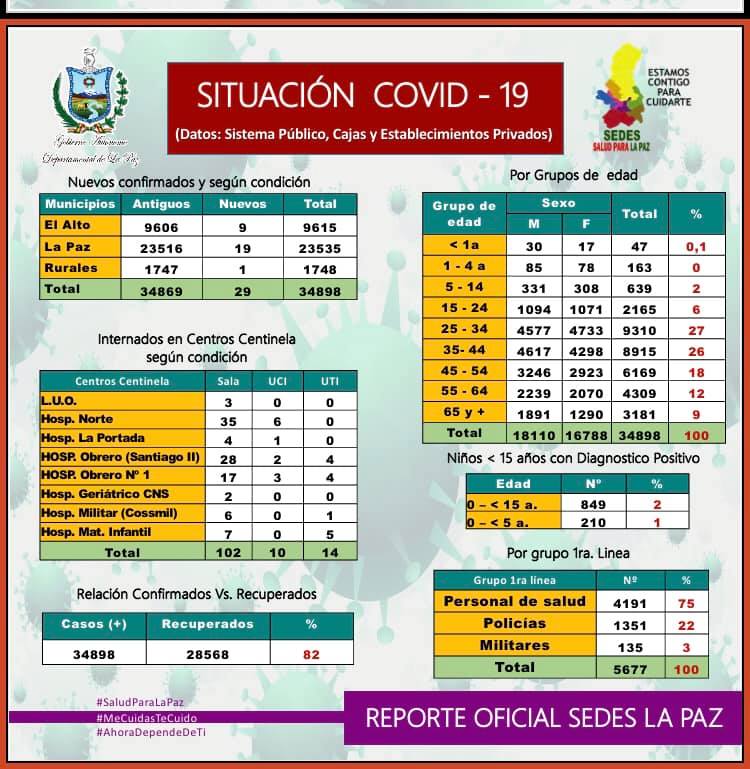 Gobierno Autónomo
Departamental de La Paz
SITUACIÓN COVID - 19
(Datos: Sistema Público, Cajas y Establecimientos Privados)
ESTAMOS
CONTIGO
PARA
CUIDARTE
SEDES
SALUD PARA LA PAZ
Nuevos confirmados y según condición
Municipios Antiguos Nuevos Total
El Alto 9606 9 9615
La Paz 23516 19 23535
Rurales 1747 1 1748
Total 34869 29 34898
Internados en Centros Centinela
según condición
Centros Centinela Sala UCI UTI
L.U.O. 3 0 0
Hosp. Norte 35 6 0
Hosp. La Portada 4 1 0
HOSP. Obrero (Santiago II) 28 2 4
HOSP. Obrero Nº 1 17 3 4
Hosp. Geriátrico CNS 2 0 0
Hosp. Militar (Cossmil) 6 0 1
Hosp. Mat. Infantil 7 0 5
Total 102 10 14
Relación Confirmados Vs. Recuperados
Casos (+) Recuperados %
34898 28568 82
Por Grupos de edad
Grupo de edad Sexo Total %
M F
< 1a 30 17 47 0,1
1 - 4 a 85 78 163 0
5 - 14 331 308 639 2
15 - 24 1094 1071 2165 6
25 - 34 4577 4733 9310 27
35- 44 4617 4298 8915 26
45 - 54 3246 2923 6169 18
55 - 64 2239 2070 4309 12
65 y + 1891 1290 3181 9
Total 18110 16788 34898 100
Niños < 15 años con Diagnostico Positivo
Edad Nº %
0 – < 15 a. 849 2
0 – < 5 a. 210 1
Por grupo 1ra. Linea
Grupo 1ra línea Nº %
Personal de salud 4191 75
Policías 1351 22
Militares 135 3
Total 5677 100
#SaludParaLaPaz
#MeCuidasTeCuido
#AhoraDependeDeTi
REPORTE OFICIAL SEDES LA PAZ